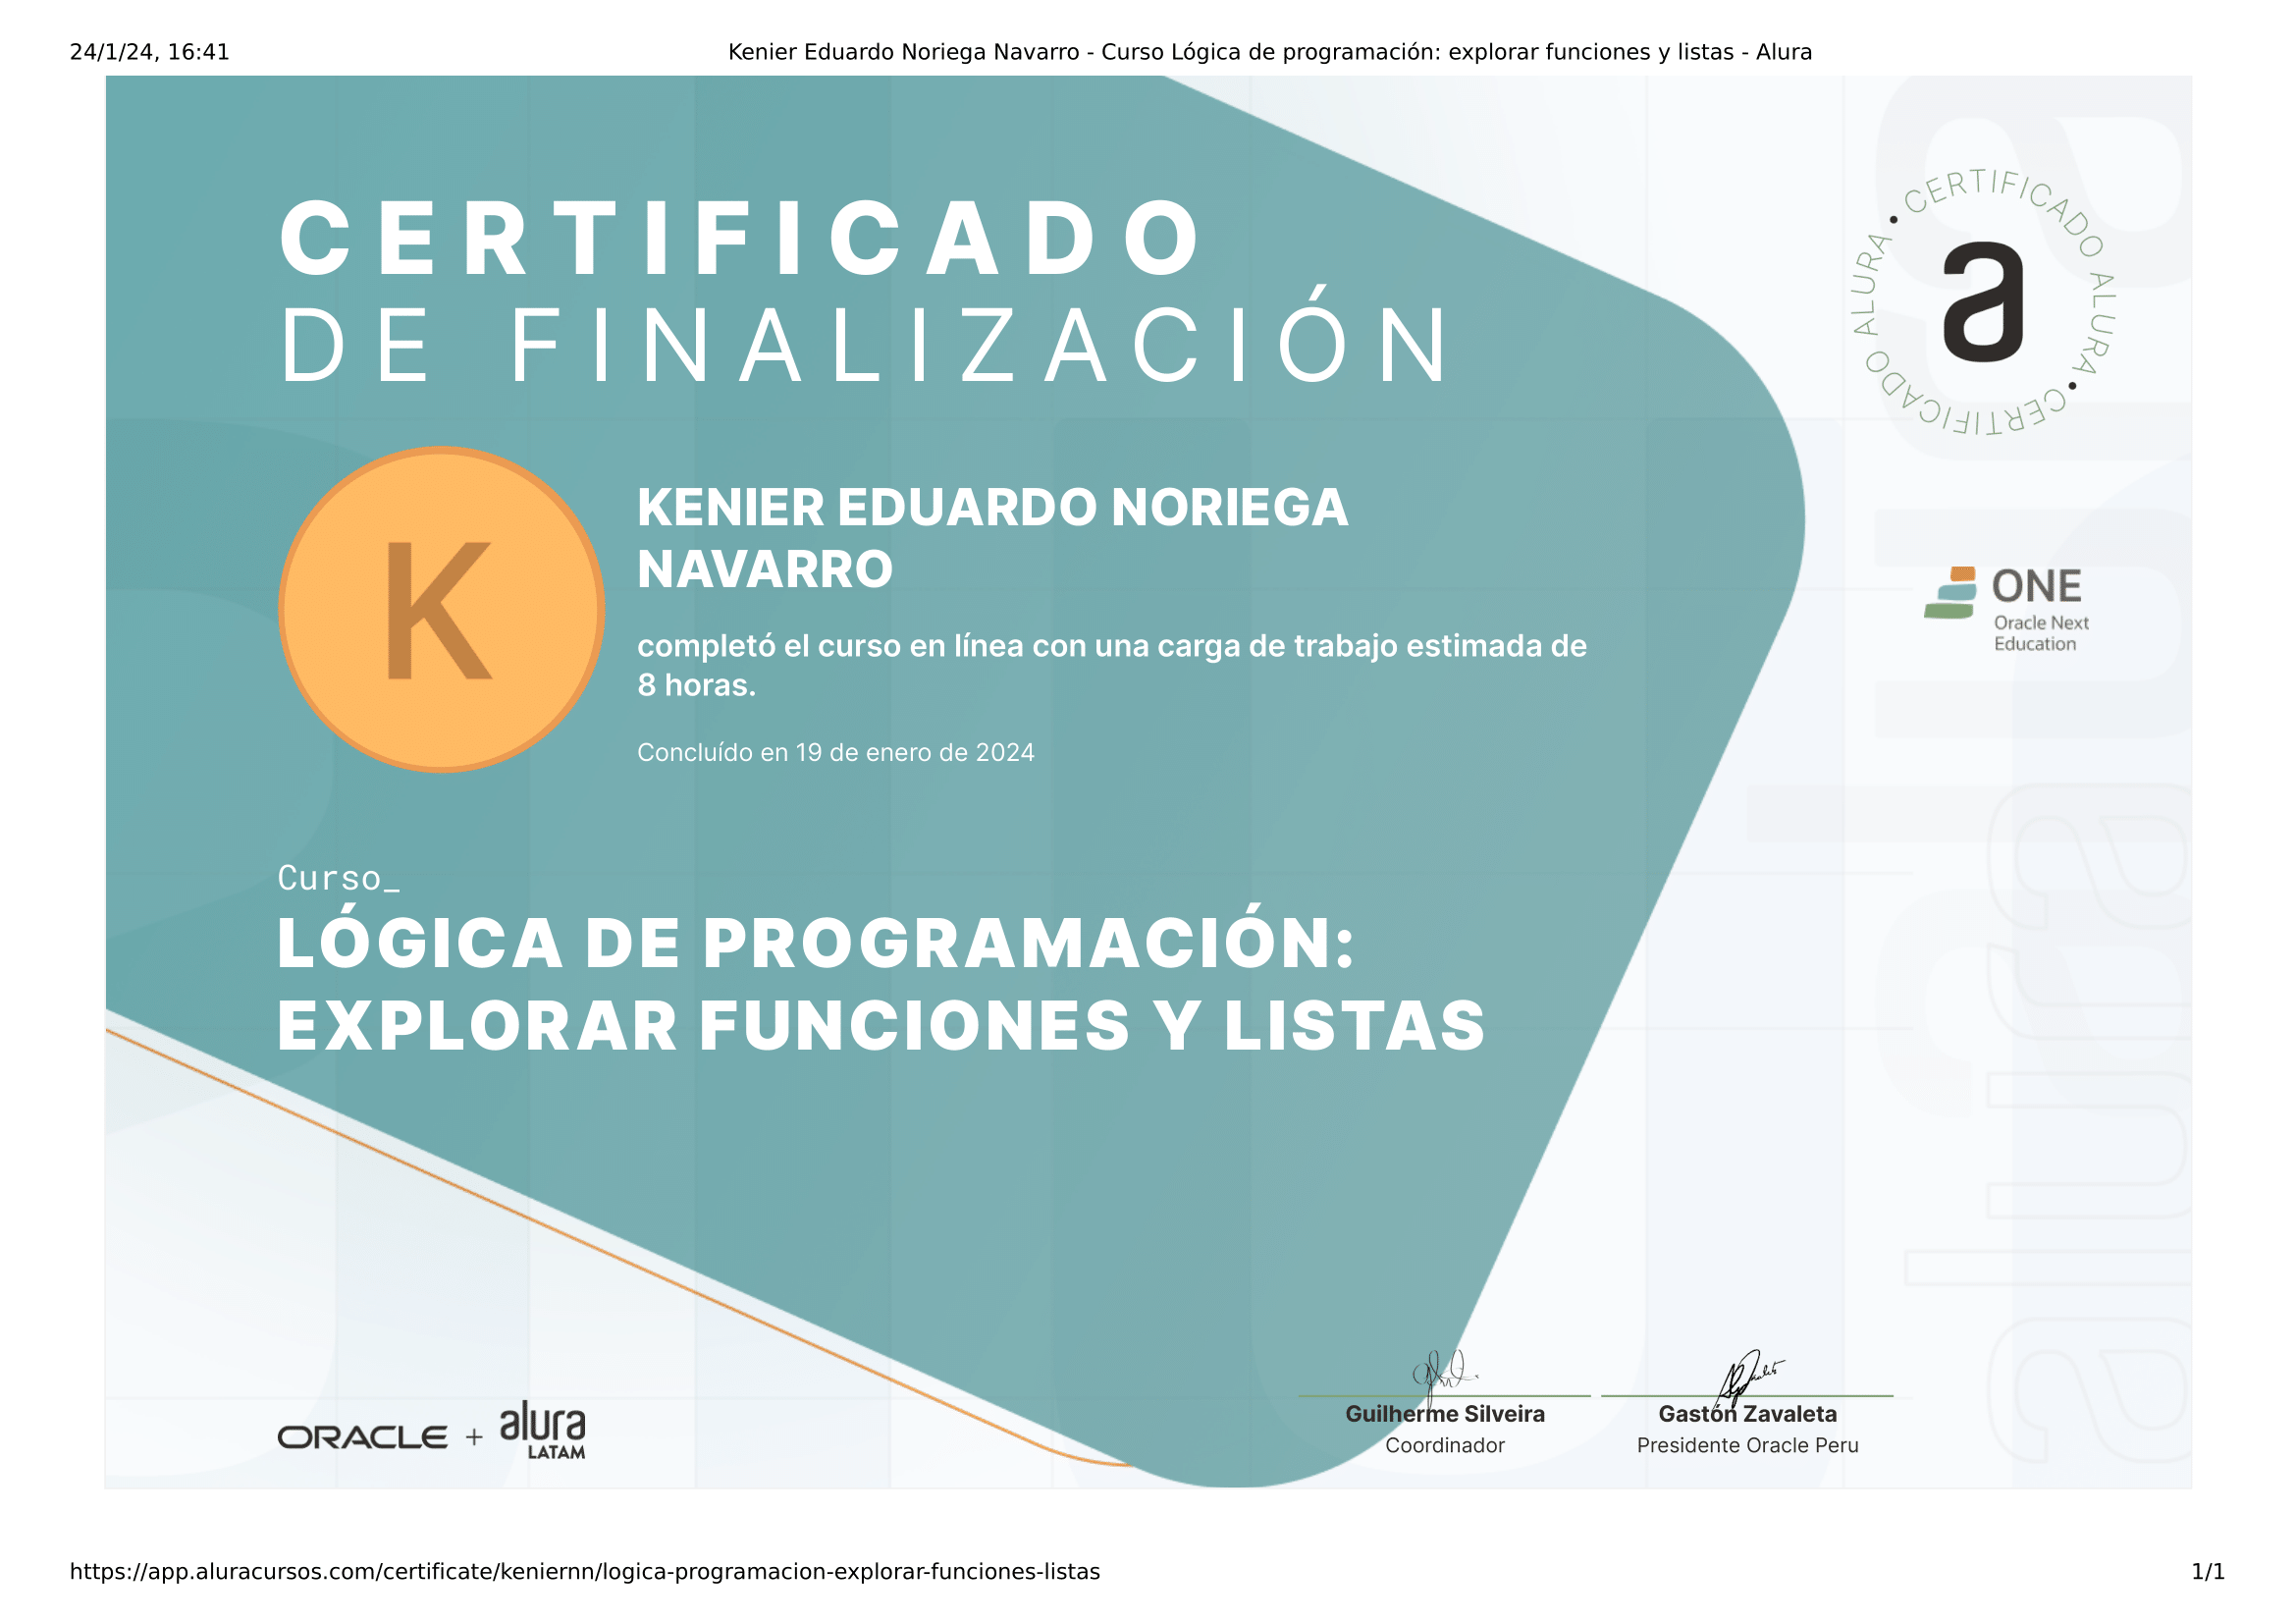 24/1/24, 16:41
Kenier Eduardo Noriega Navarro - Curso Lógica de programación: explorar funciones y listas - Alura
CERTIFICADO
DE FINALIZACIÓN
CERTIFICADO ALURA • CERTIFICADO ALURA •
a
K
KENIER EDUARDO NORIEGA
NAVARRO
completó el curso en línea con una carga de trabajo estimada de
8 horas.
Concluído en 19 de enero de 2024
ONE
Oracle Next
Education
Curso_
LÓGICA DE PROGRAMACIÓN:
EXPLORAR FUNCIONES Y LISTAS
alura
ORACLE + alura
LATAM
Guilherme Silveira
Coordinador
Gastón Zavaleta
Presidente Oracle Peru
https://app.aluracursos.com/certificate/keniernn/logica-programacion-explorar-funciones-listas
1/1